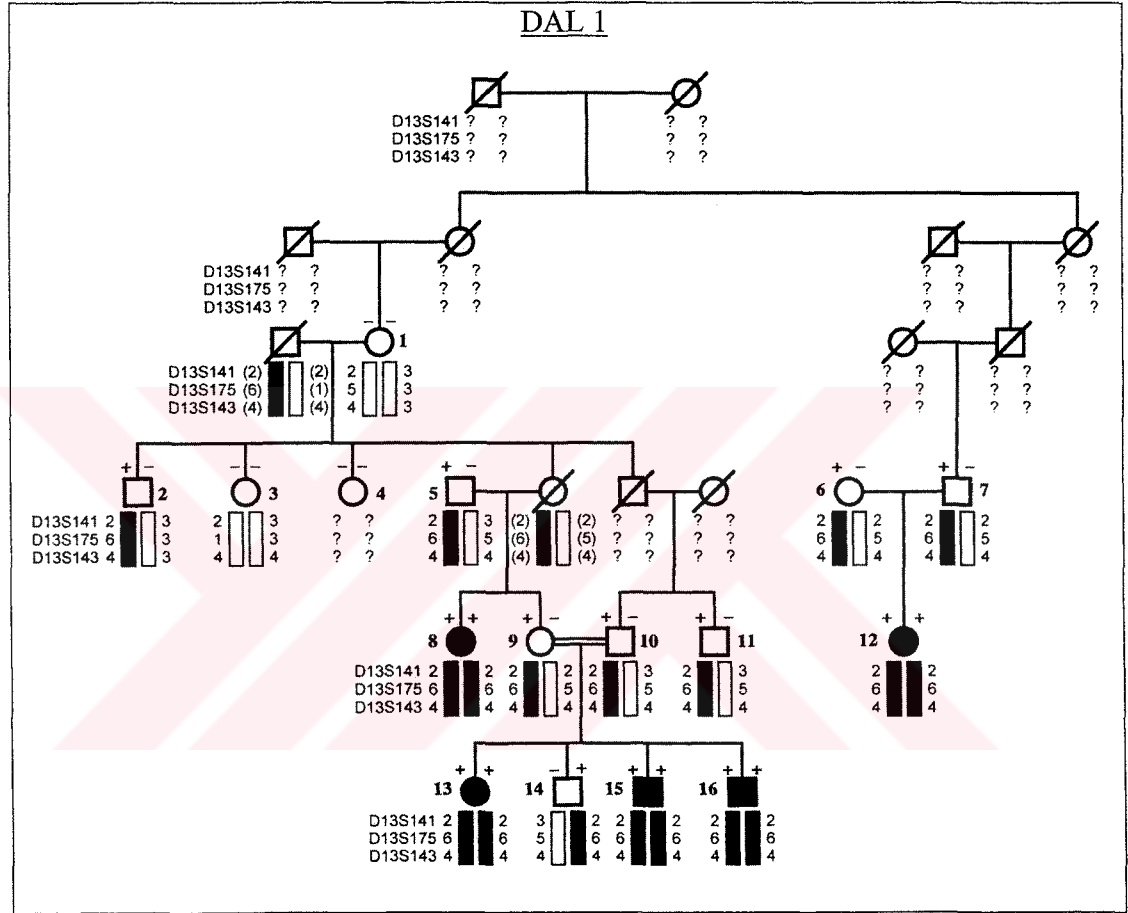 DAL 1
D13S141 ? ? ? ?
D13S175 ? ? ? ?
D13S143 ? ? ? ?
D13S141 ? ? ? ? ? ? ? ?
D13S175 ? ? ? ? ? ? ? ?
D13S143 ? ? ? ? ? ? ? ?
– –
1
D13S141 (2) (2) 2 3 ? ? ? ?
D13S175 (6) (1) 5 3 ? ? ? ?
D13S143 (4) (4) 4 3 ? ? ? ?
+ – – – – – + – + – + –
2 3 4 5 6 7
D13S141 2 3 2 3 ? ? 2 3 (2) (2) ? ? ? ? 2 2 2 2
D13S175 6 3 1 3 ? ? 6 5 (6) (5) ? ? ? ? 6 5 6 5
D13S143 4 3 4 4 ? ? 4 4 (4) (4) ? ? ? ? 4 4 4 4
+ + + – + – + – + +
8 9 10 11 12
D13S141 2 2 2 2 2 3 2 3 2 2
D13S175 6 6 6 5 6 5 6 5 6 6
D13S143 4 4 4 4 4 4 4 4 4 4
+ + – + + + + +
13 14 15 16
D13S141 2 2 3 2 2 2 2 2
D13S175 6 6 5 6 6 6 6 6
D13S143 4 4 4 4 4 4 4 4